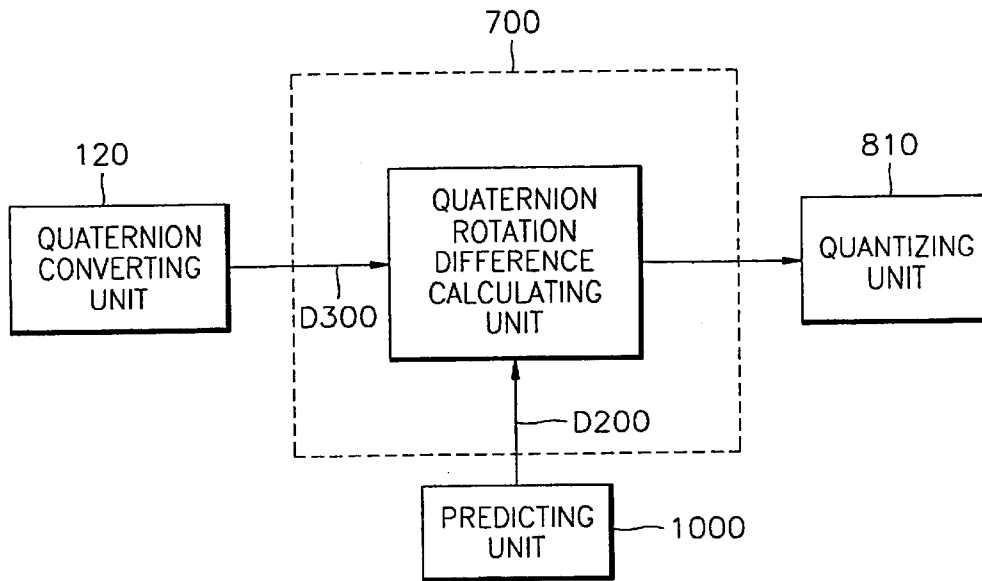 700
120
QUATERNION
CONVERTING
UNIT
D300
QUATERNION
ROTATION
DIFFERENCE
CALCULATING
UNIT
810
QUANTIZING
UNIT
D200
PREDICTING
UNIT
1000